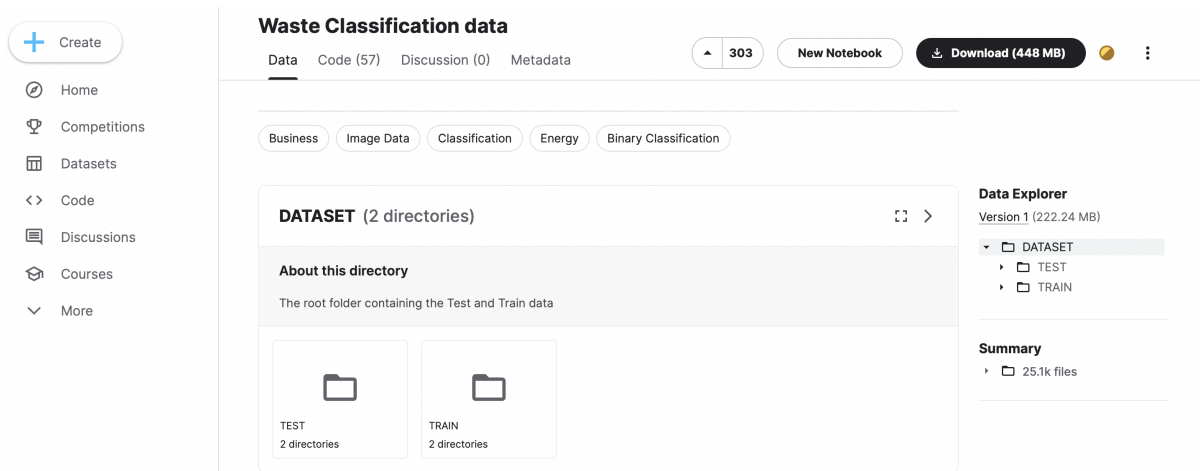 Create
Home
Competitions
Datasets
Code
Discussions
Courses
More
Waste Classification data
Data Code (57) Discussion (0) Metadata
303
New Notebook
Download (448 MB)
Business Image Data Classification Energy Binary Classification
DATASET (2 directories)
About this directory
The root folder containing the Test and Train data
TEST
2 directories
TRAIN
2 directories
Data Explorer
Version 1 (222.24 MB)
DATASET
TEST
TRAIN
Summary
25.1k files